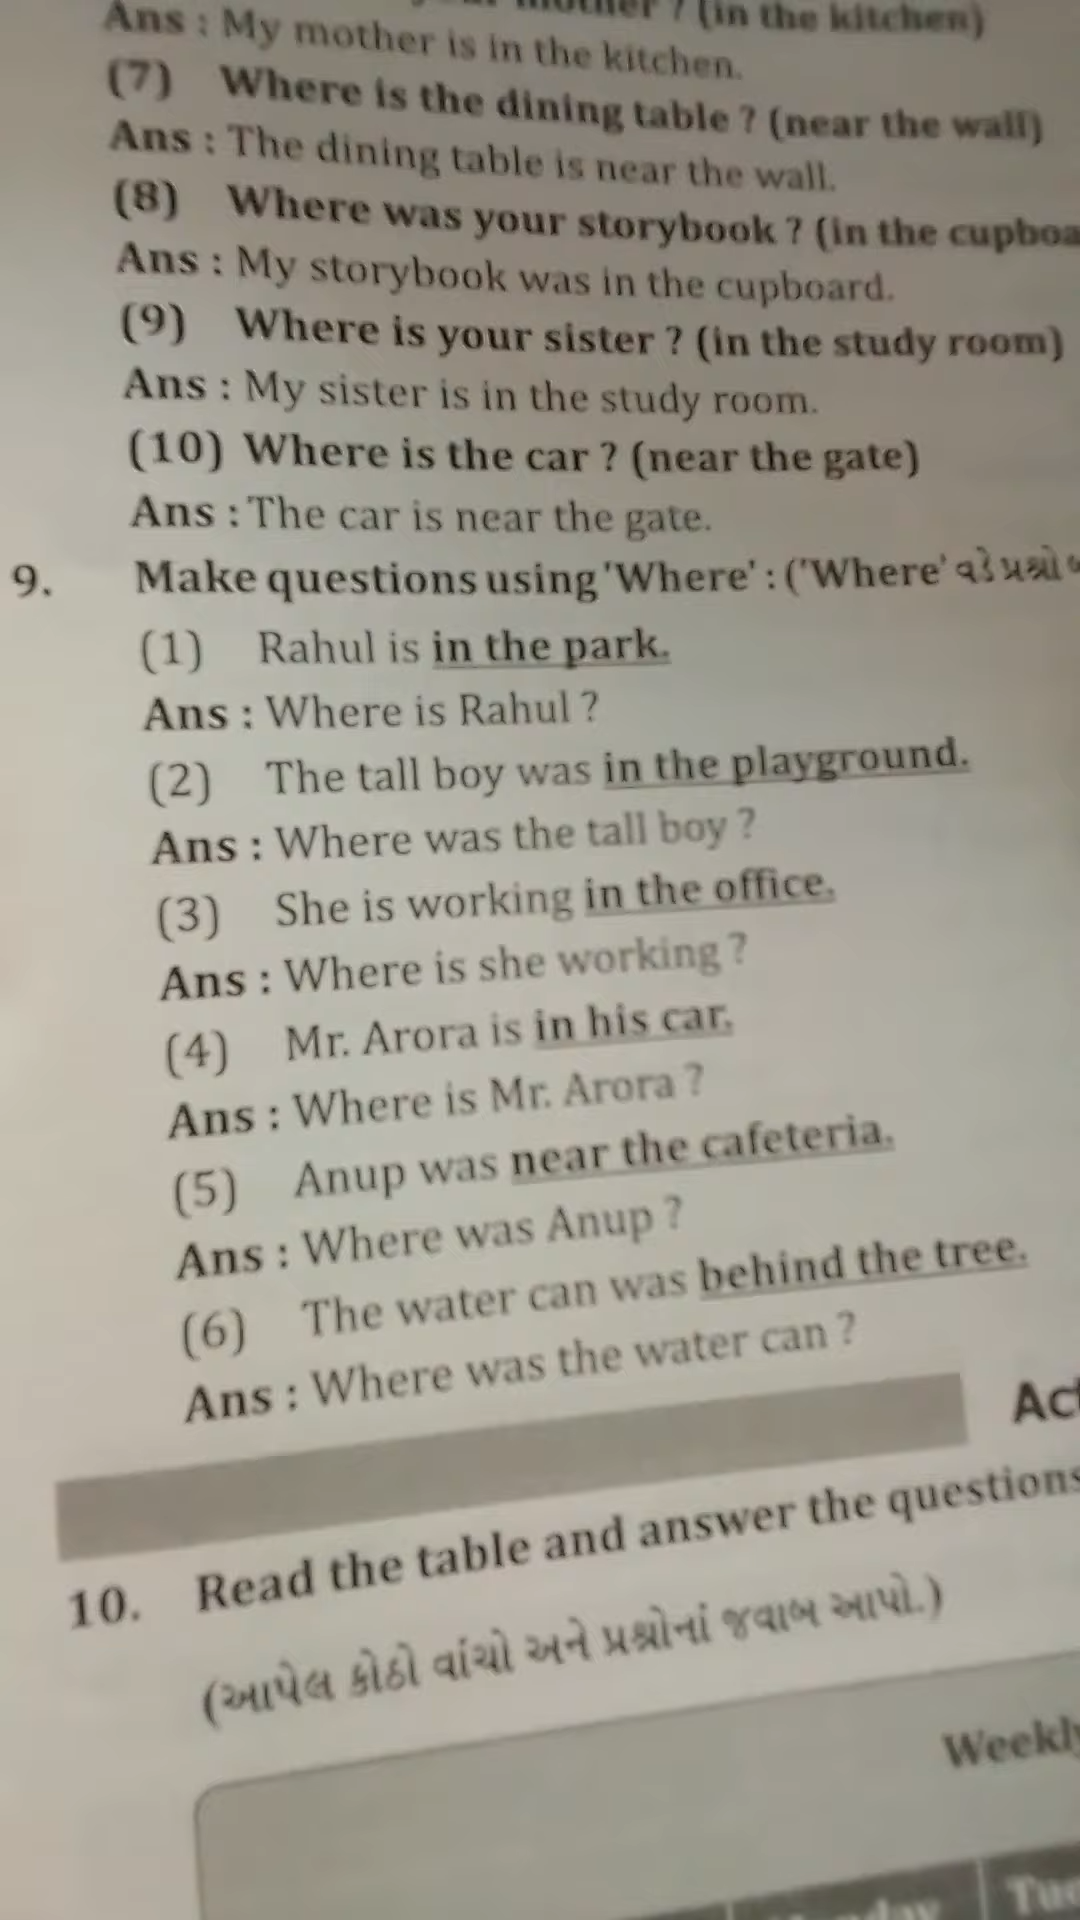 mother ? (in the kitchen)
Ans : My mother is in the kitchen.
(7) Where is the dining table ? (near the wall)
Ans : The dining table is near the wall.
(8) Where was your storybook ? (in the
Ans : My storybook was in the cupboard.
(9) Where is your sister ? (in the study room)
Ans : My sister is in the study room.
(10) Where is the car ? (near the gate)
Ans : The car is near the gate.
9. Make questions using 'Where' : ('Where' વડે પ્રશ્નો
(1) Rahul is in the park.
Ans : Where is Rahul ?
(2) The tall boy was in the playground.
Ans : Where was the tall boy ?
(3) She is working in the office.
Ans : Where is she working ?
(4) Mr. Arora is in his car.
Ans : Where is Mr. Arora ?
(5) Anup was near the cafeteria.
Ans : Where was Anup ?
(6) The water can was behind the tree.
Ans : Where was the water can ?
10. Read the table and answer the questions
(આપેલ કોઠો વાંચો અને પ્રશ્નોનાં જવાબ આપો.)